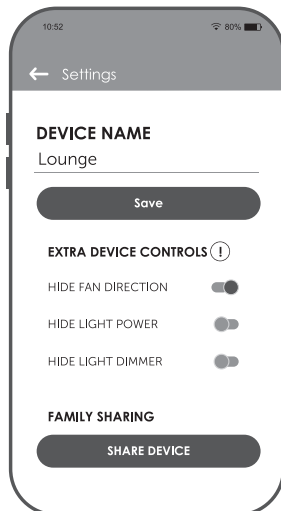 10:52 80%
← Settings
DEVICE NAME
Lounge
Save
EXTRA DEVICE CONTROLS !
HIDE FAN DIRECTION
HIDE LIGHT POWER
HIDE LIGHT DIMMER
FAMILY SHARING
SHARE DEVICE